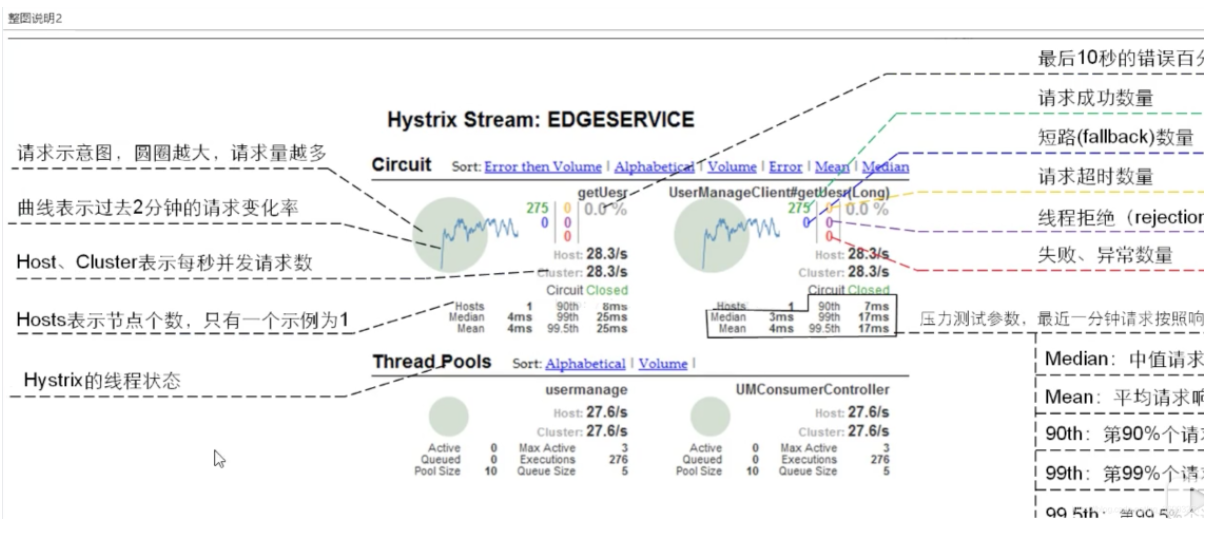 整图说明2
最后10秒的错误百分
请求成功数量
Hystrix Stream: EDGESERVICE
短路(fallback)数量
请求示意图，圆圈越大，请求量越多
Circuit Sort: Error then Volume | Alphabetical | Volume | Error | Mean | Median
请求超时数量
getUesr
UserManageClient#getUesr(Long)
曲线表示过去2分钟的请求变化率
275 0 0.0 %
0 0
0
275 0 0.0 %
0 0
0
线程拒绝（rejection
Host: 28.3/s
Cluster: 28.3/s
Circuit Closed
Host: 28.3/s
Cluster: 28.3/s
Circuit Closed
失败、异常数量
Host、Cluster表示每秒并发请求数
Hosts 1 90th 8ms
Median 4ms 99th 25ms
Mean 4ms 99.5th 25ms
Hosts 1 90th 7ms
Median 3ms 99th 17ms
Mean 4ms 99.5th 17ms
Hosts表示节点个数，只有一个示例为1
压力测试参数，最近一分钟请求按照响
Thread Pools Sort: Alphabetical | Volume |
Median：中值请求
Hystrix的线程状态
usermanage
UMConsumerController
Mean：平均请求响
Host: 27.6/s
Cluster: 27.6/s
Host: 27.6/s
Cluster: 27.6/s
90th：第90%个请
Active 0 Max Active 3
Queued 0 Executions 276
Pool Size 10 Queue Size 5
Active 0 Max Active 3
Queued 0 Executions 276
Pool Size 10 Queue Size 5
99th：第99%个请
99.5th：第99.5%